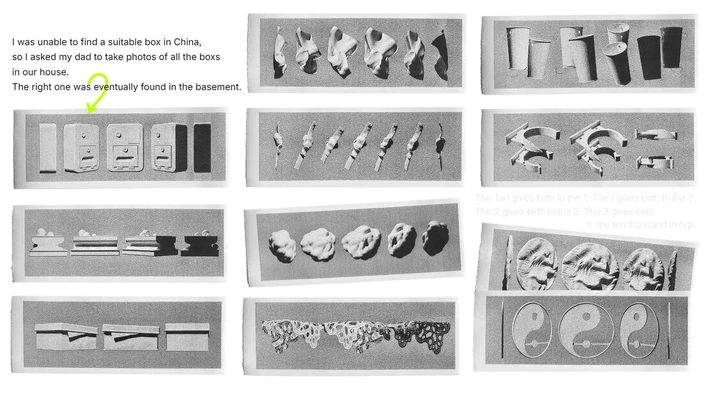 I was unable to find a suitable box in China,
so I asked my dad to take photos of all the boxs
in our house.
The right one was eventually found in the basement.
The Tao gives birth to the 1; The 1 gives birth to the 2;
The 2 gives birth to the 3; The 3 gives birth
to the ten thousand things.